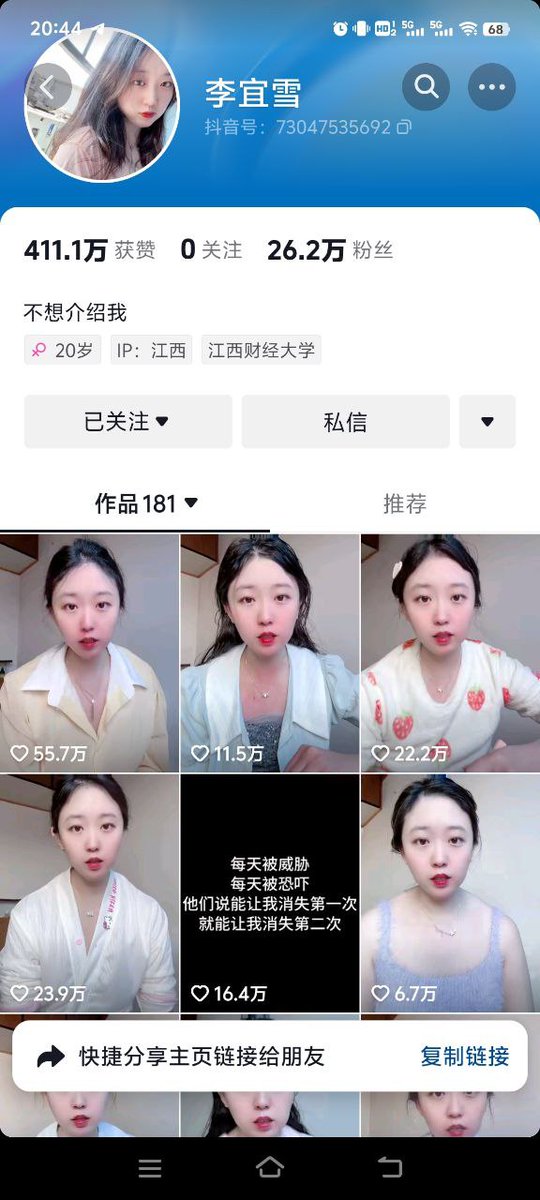 20:44
HD 1 2 5G 5G 68
李宜雪
抖音号：73047535692
411.1万 获赞 0 关注 26.2万 粉丝
不想介绍我
20岁 IP：江西 江西财经大学
已关注 私信
作品 181 推荐
55.7万 11.5万 22.2万
每天被威胁
每天被恐吓
他们说能让我消失第一次
就能让我消失第二次
23.9万 16.4万 6.7万
快捷分享主页链接给朋友 复制链接